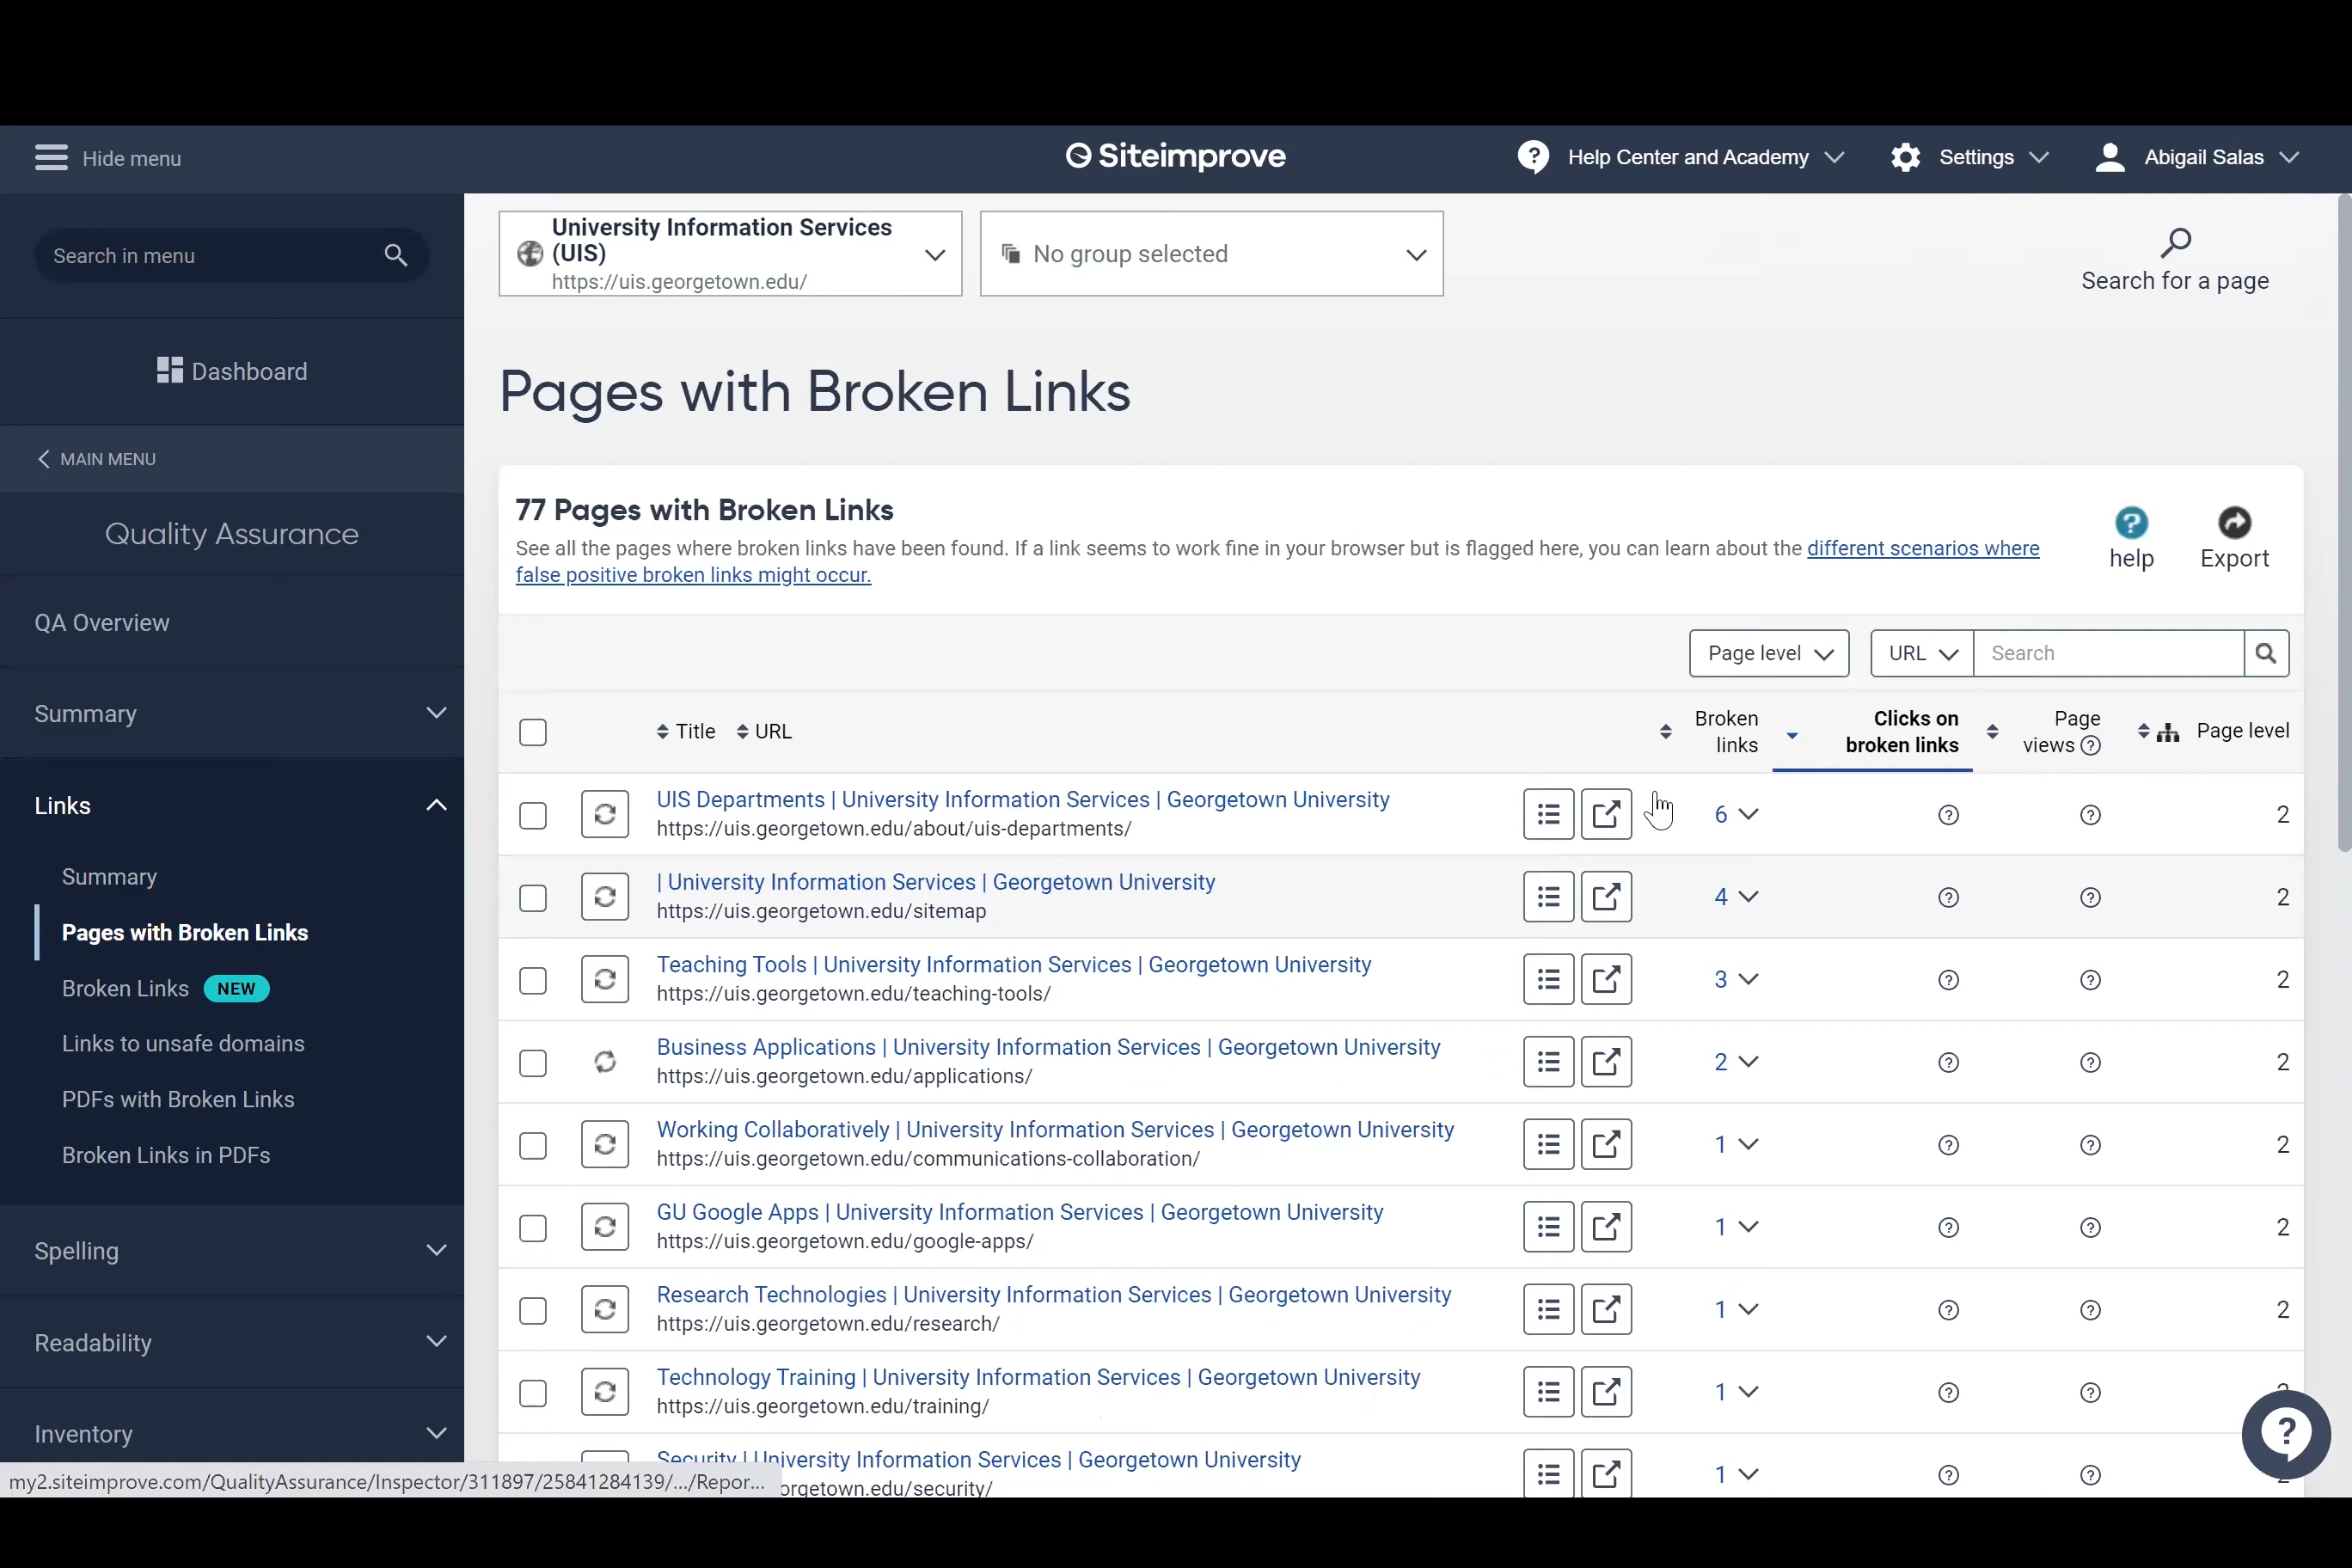 Hide menu
Siteimprove
Help Center and Academy
Settings
Abigail Salas
Search in menu
University Information Services
(UIS)
https://uis.georgetown.edu/
No group selected
Search for a page
Dashboard
MAIN MENU
Quality Assurance
QA Overview
Summary
Links
Summary
Pages with Broken Links
Broken Links NEW
Links to unsafe domains
PDFs with Broken Links
Broken Links in PDFs
Spelling
Readability
Inventory
Pages with Broken Links
77 Pages with Broken Links
See all the pages where broken links have been found. If a link seems to work fine in your browser but is flagged here, you can learn about the different scenarios where
false positive broken links might occur.
help
Export
Page level
URL
Search
Title URL
Broken
links
Clicks on
broken links
Page
views
Page level
UIS Departments | University Information Services | Georgetown University
https://uis.georgetown.edu/about/uis-departments/
6 2
| University Information Services | Georgetown University
https://uis.georgetown.edu/sitemap
4 2
Teaching Tools | University Information Services | Georgetown University
https://uis.georgetown.edu/teaching-tools/
3 2
Business Applications | University Information Services | Georgetown University
https://uis.georgetown.edu/applications/
2 2
Working Collaboratively | University Information Services | Georgetown University
https://uis.georgetown.edu/communications-collaboration/
1 2
GU Google Apps | University Information Services | Georgetown University
https://uis.georgetown.edu/google-apps/
1 2
Research Technologies | University Information Services | Georgetown University
https://uis.georgetown.edu/research/
1 2
Technology Training | University Information Services | Georgetown University
https://uis.georgetown.edu/training/
1
Security | University Information Services | Georgetown University
orgetown.edu/security/
1
my2.siteimprove.com/QualityAssurance/Inspector/311897/25841284139/.../Repor...